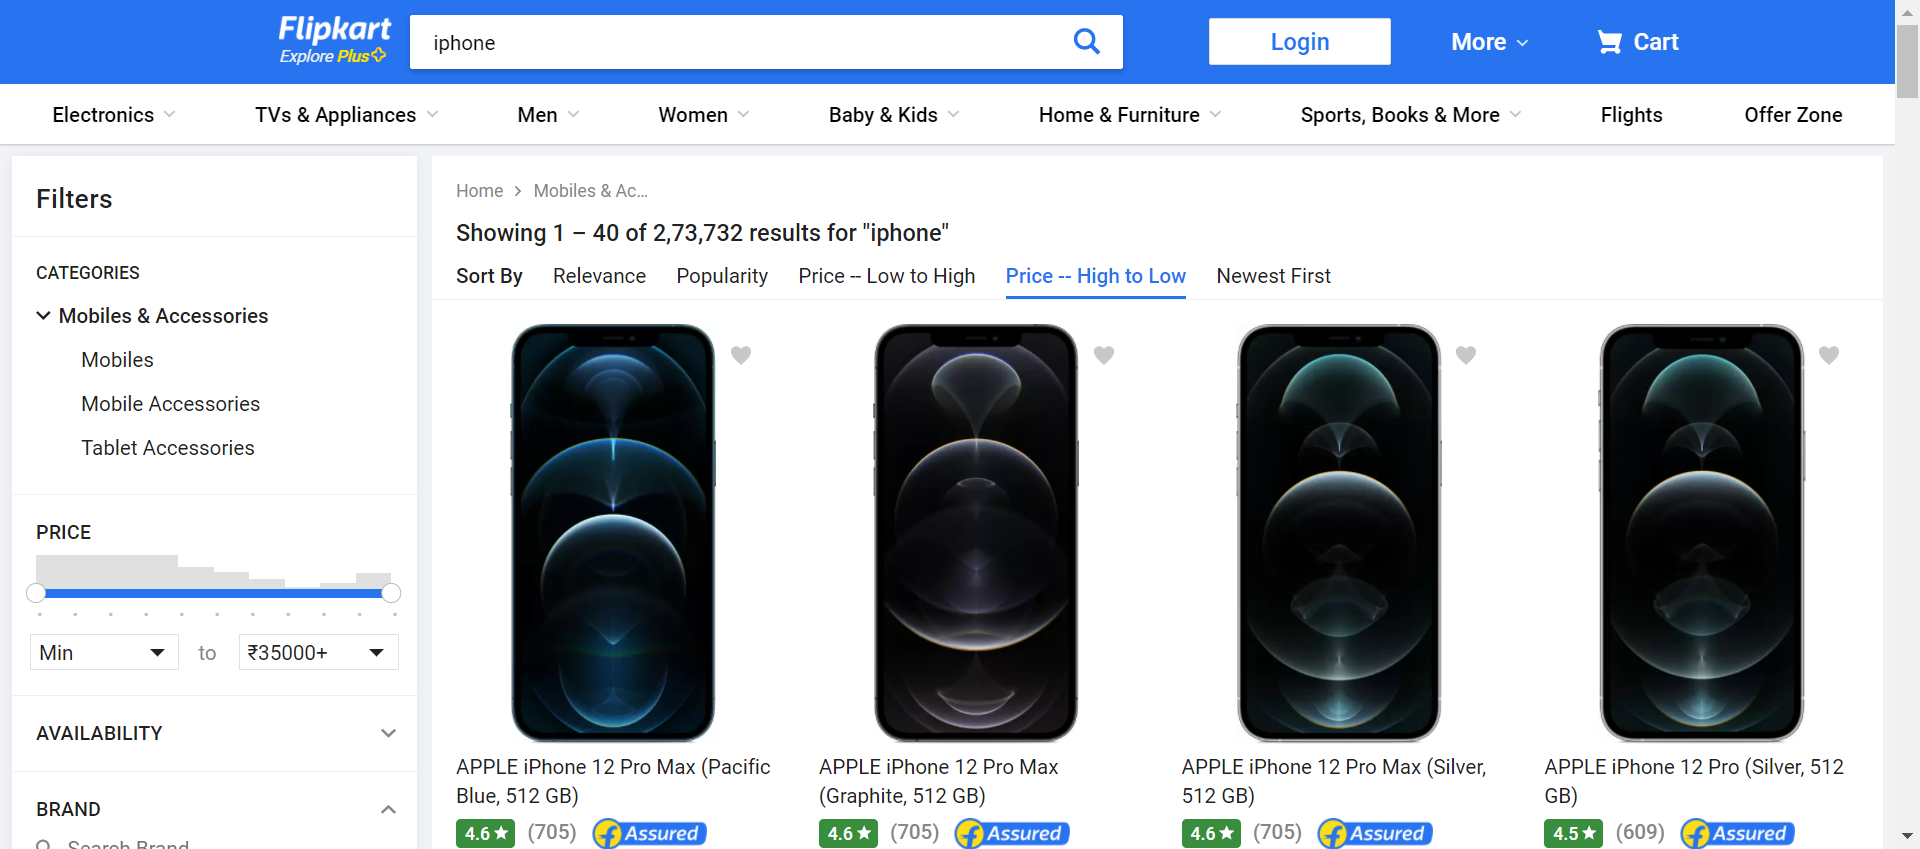 Flipkart
Explore Plus
iphone
Login
More
Cart
Electronics
TVs & Appliances
Men
Women
Baby & Kids
Home & Furniture
Sports, Books & More
Flights
Offer Zone
Filters
CATEGORIES
Mobiles & Accessories
Mobiles
Mobile Accessories
Tablet Accessories
PRICE
Min to ₹35000+
AVAILABILITY
BRAND
Search Brand
Home > Mobiles & Ac...
Showing 1 – 40 of 2,73,732 results for "iphone"
Sort By Relevance Popularity Price -- Low to High Price -- High to Low Newest First
APPLE iPhone 12 Pro Max (Pacific
Blue, 512 GB)
4.6★ (705) f Assured
APPLE iPhone 12 Pro Max
(Graphite, 512 GB)
4.6★ (705) f Assured
APPLE iPhone 12 Pro Max (Silver,
512 GB)
4.6★ (705) f Assured
APPLE iPhone 12 Pro (Silver, 512
GB)
4.5★ (609) f Assured